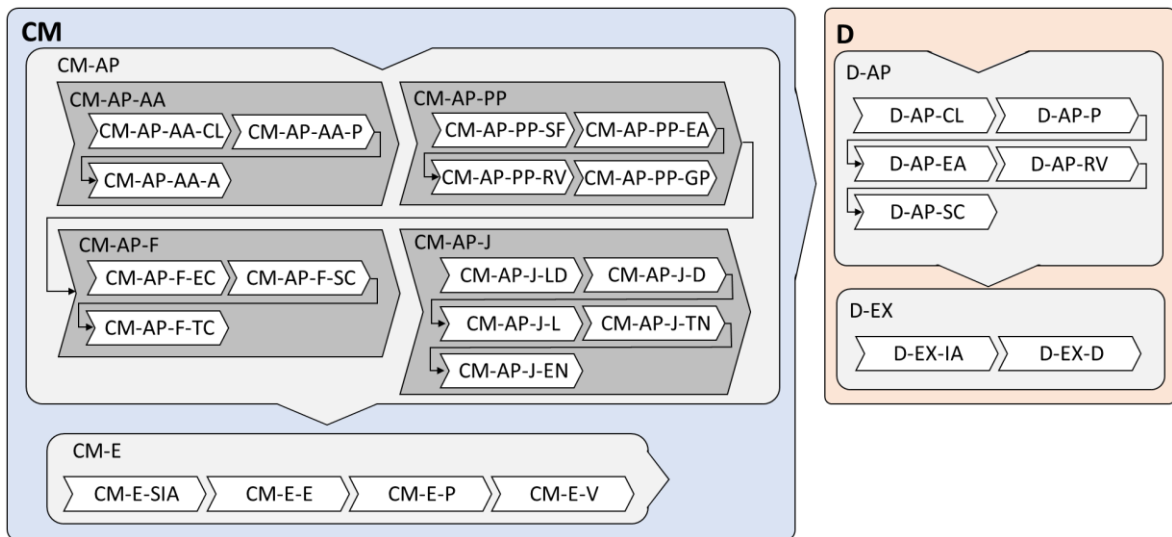 CM
CM-AP
CM-AP-AA
CM-AP-AA-CL
CM-AP-AA-P
CM-AP-AA-A
CM-AP-PP
CM-AP-PP-SF
CM-AP-PP-EA
CM-AP-PP-RV
CM-AP-PP-GP
CM-AP-F
CM-AP-F-EC
CM-AP-F-SC
CM-AP-F-TC
CM-AP-J
CM-AP-J-LD
CM-AP-J-D
CM-AP-J-L
CM-AP-J-TN
CM-AP-J-EN
CM-E
CM-E-SIA
CM-E-E
CM-E-P
CM-E-V
D
D-AP
D-AP-CL
D-AP-P
D-AP-EA
D-AP-RV
D-AP-SC
D-EX
D-EX-IA
D-EX-D